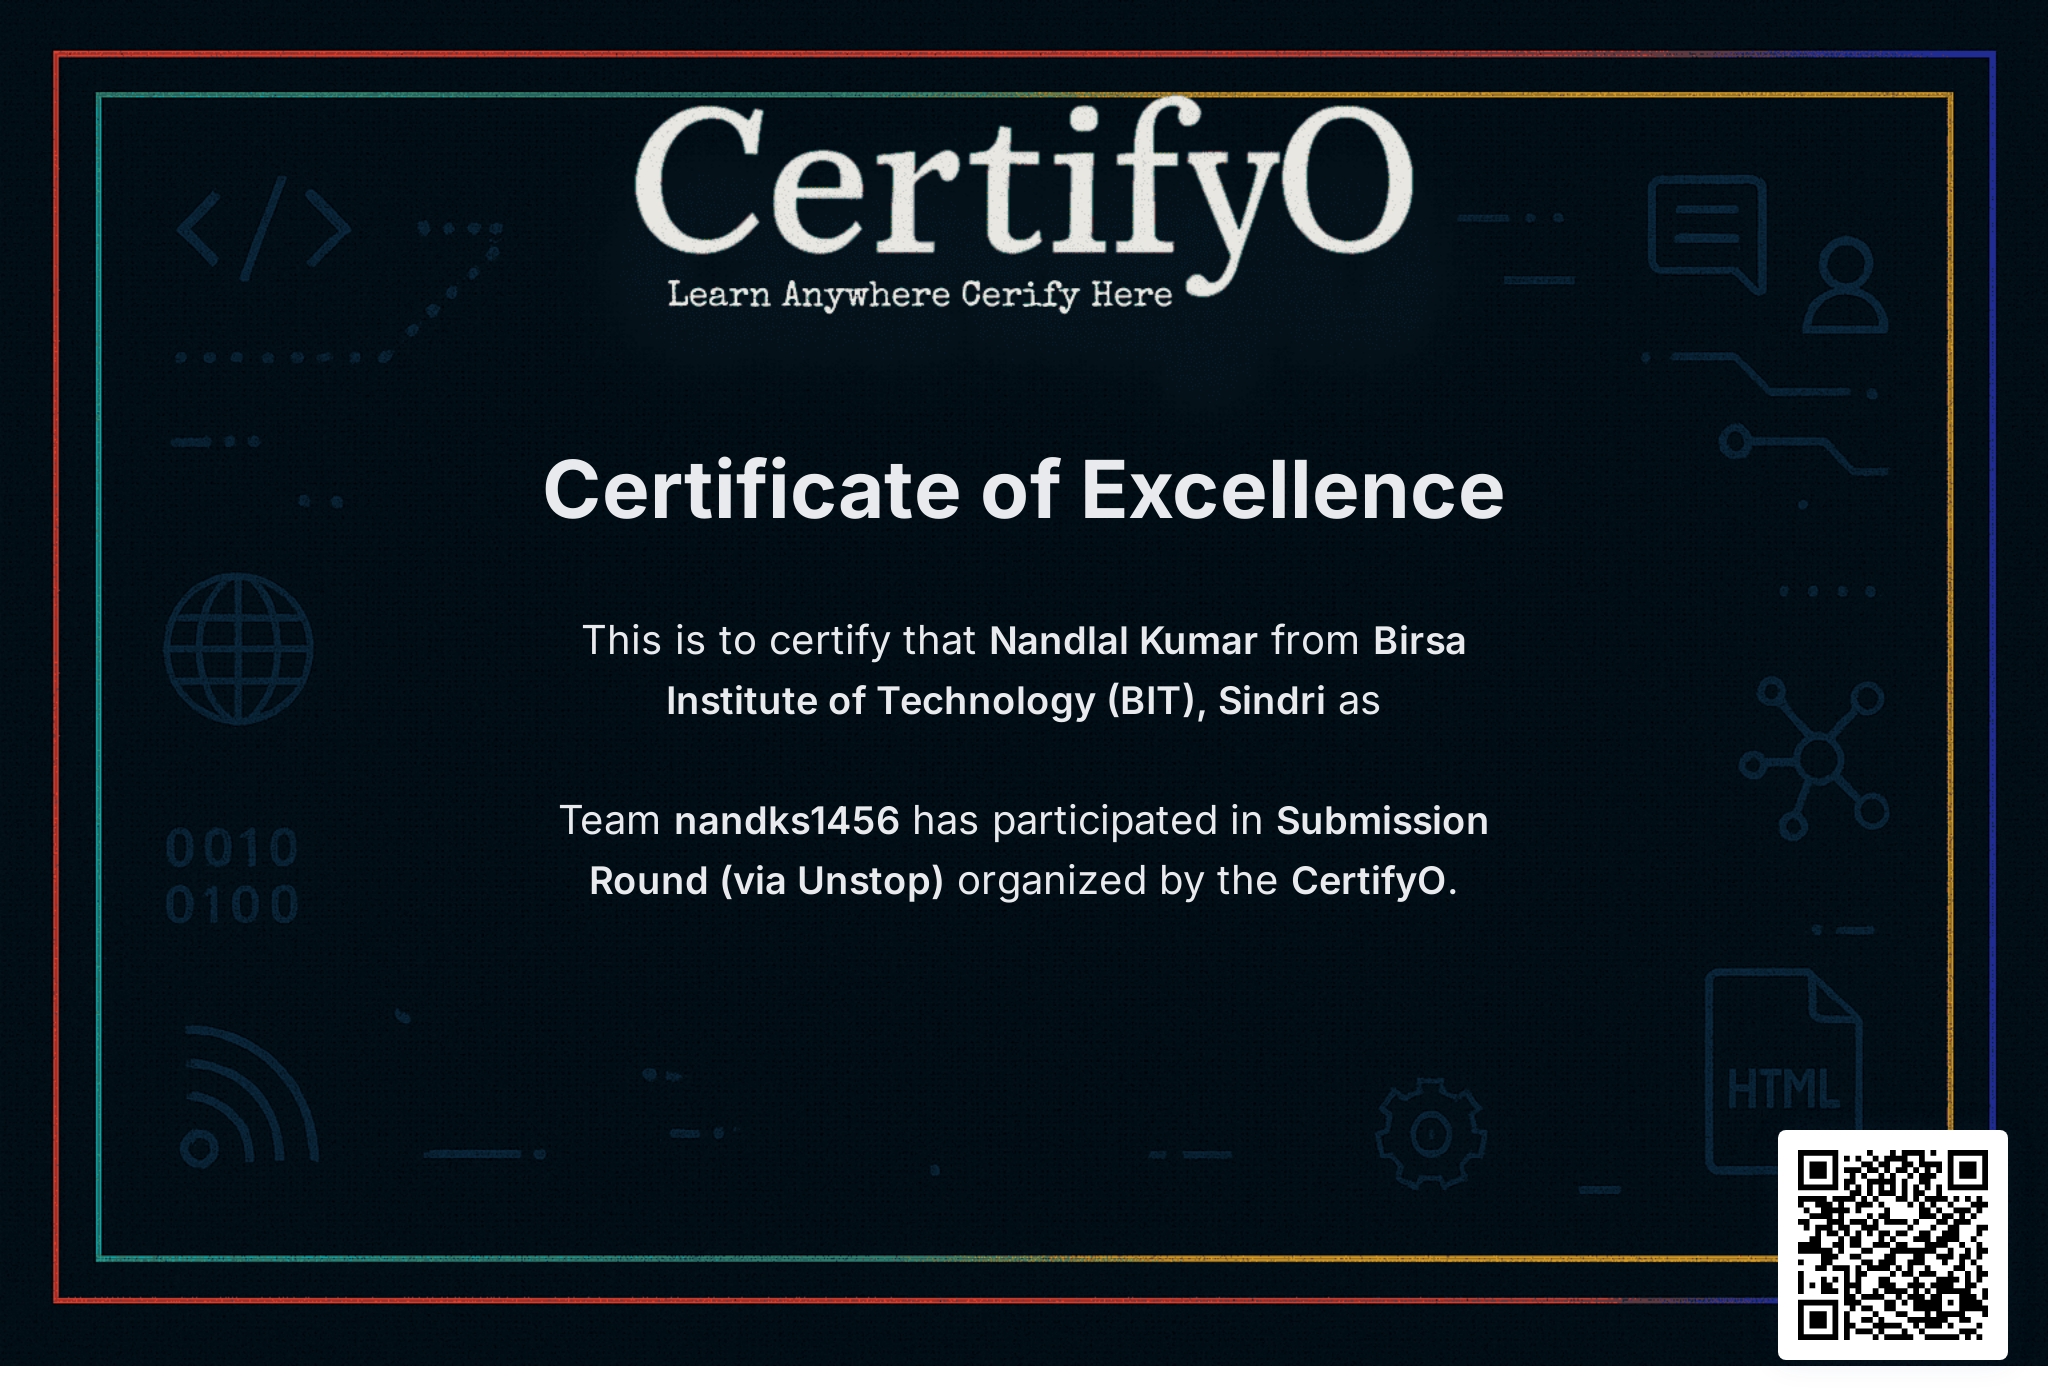 CertifyO
Learn Anywhere Cerify Here
Certificate of Excellence
This is to certify that Nandlal Kumar from Birsa
Institute of Technology (BIT), Sindri as
Team nandks1456 has participated in Submission
Round (via Unstop) organized by the CertifyO.
0010
0100
HTML